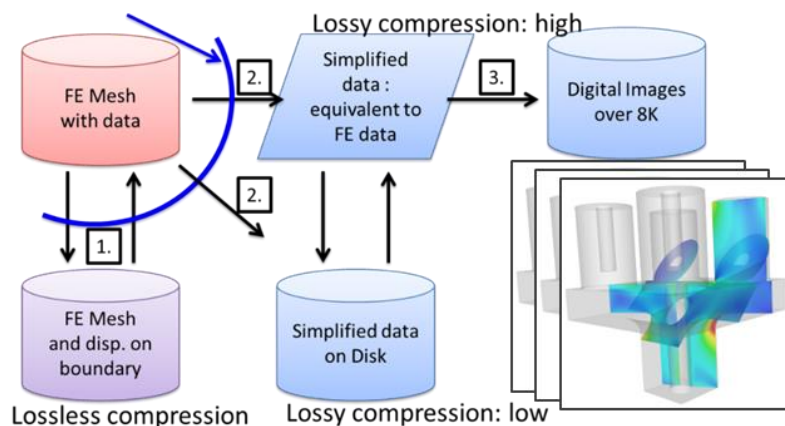 Lossy compression: high
FE Mesh
with data
2.
Simplified
data :
equivalent to
FE data
3.
Digital Images
over 8K
2.
1.
FE Mesh
and disp. on
boundary
Simplified data
on Disk
Lossless compression
Lossy compression: low